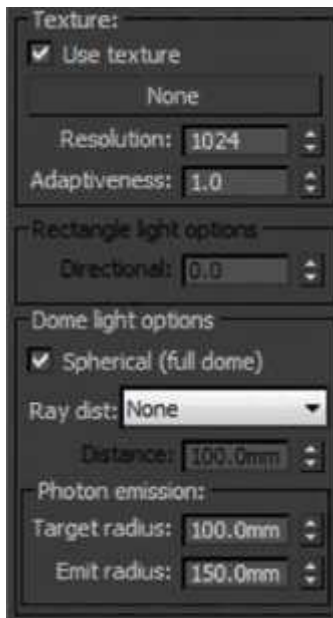 Texture:
Use texture
None
Resolution: 1024
Adaptiveness: 1.0
Rectangle light options
Directional: 0.0
Dome light options
Spherical (full dome)
Ray dist: None
Distance: 100.0mm
Photon emission:
Target radius: 100.0mm
Emit radius: 150.0mm